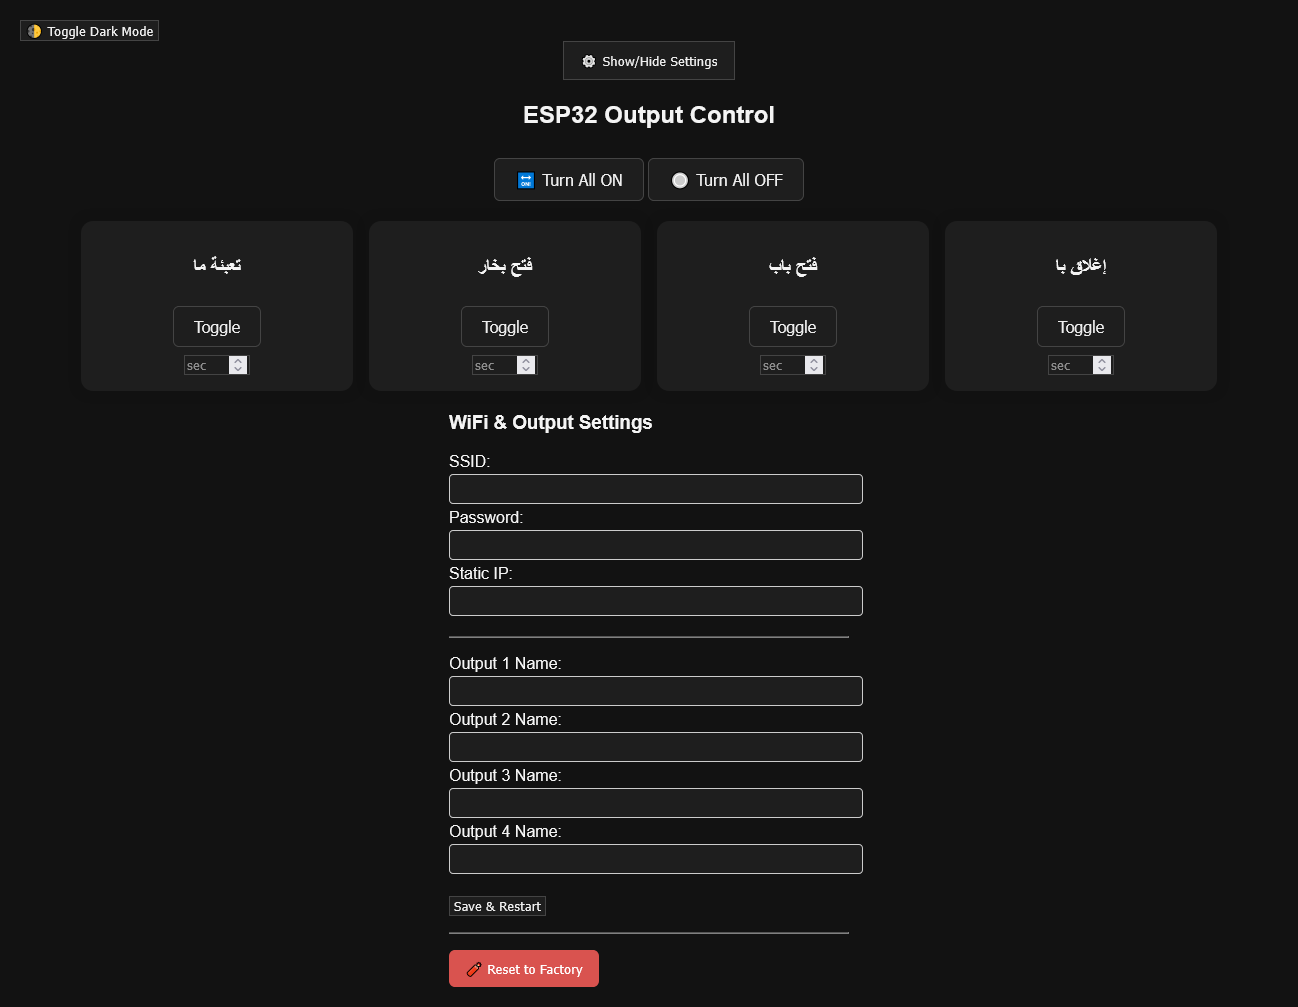 Toggle Dark Mode
Show/Hide Settings
ESP32 Output Control
Turn All ON
Turn All OFF
تعبئة ما
فتح بخار
فتح باب
إغلاق با
Toggle
Toggle
Toggle
Toggle
sec
sec
sec
sec
WiFi & Output Settings
SSID:
Password:
Static IP:
Output 1 Name:
Output 2 Name:
Output 3 Name:
Output 4 Name:
Save & Restart
Reset to Factory